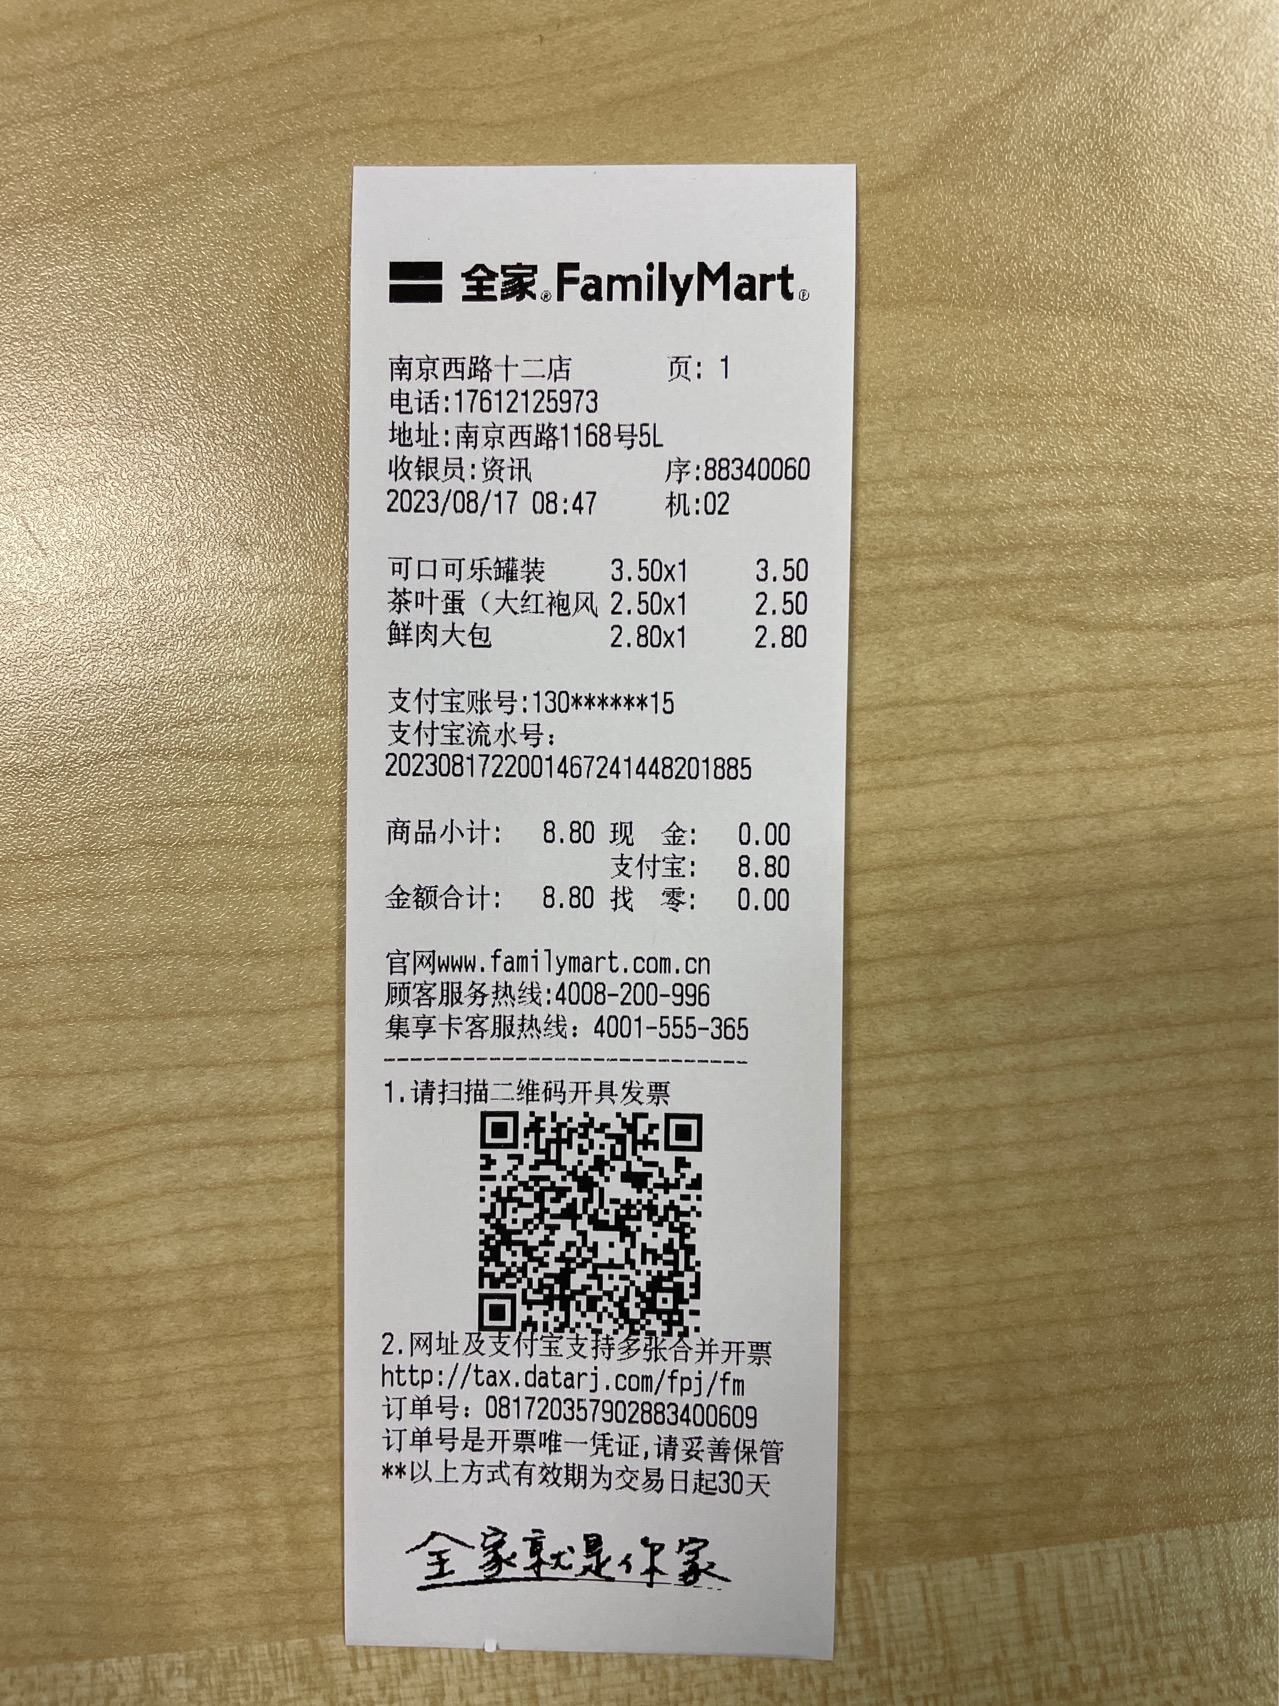 全家® FamilyMart®
南京西路十二店 页: 1
电话:17612125973
地址:南京西路1168号5L
收银员:资讯 序:88340060
2023/08/17 08:47 机:02
可口可乐罐装 3.50x1 3.50
茶叶蛋（大红袍风 2.50x1 2.50
鲜肉大包 2.80x1 2.80
支付宝账号:130******15
支付宝流水号:
2023081722001467241448201885
商品小计: 8.80 现 金: 0.00
支付宝: 8.80
金额合计: 8.80 找 零: 0.00
官网www.familymart.com.cn
顾客服务热线:4008-200-996
集享卡客服热线: 4001-555-365
----------------------------
1.请扫描二维码开具发票
2.网址及支付宝支持多张合并开票
http://tax.datarj.com/fpj/fm
订单号: 081720357902883400609
订单号是开票唯一凭证,请妥善保管
**以上方式有效期为交易日起30天
全家就是你家